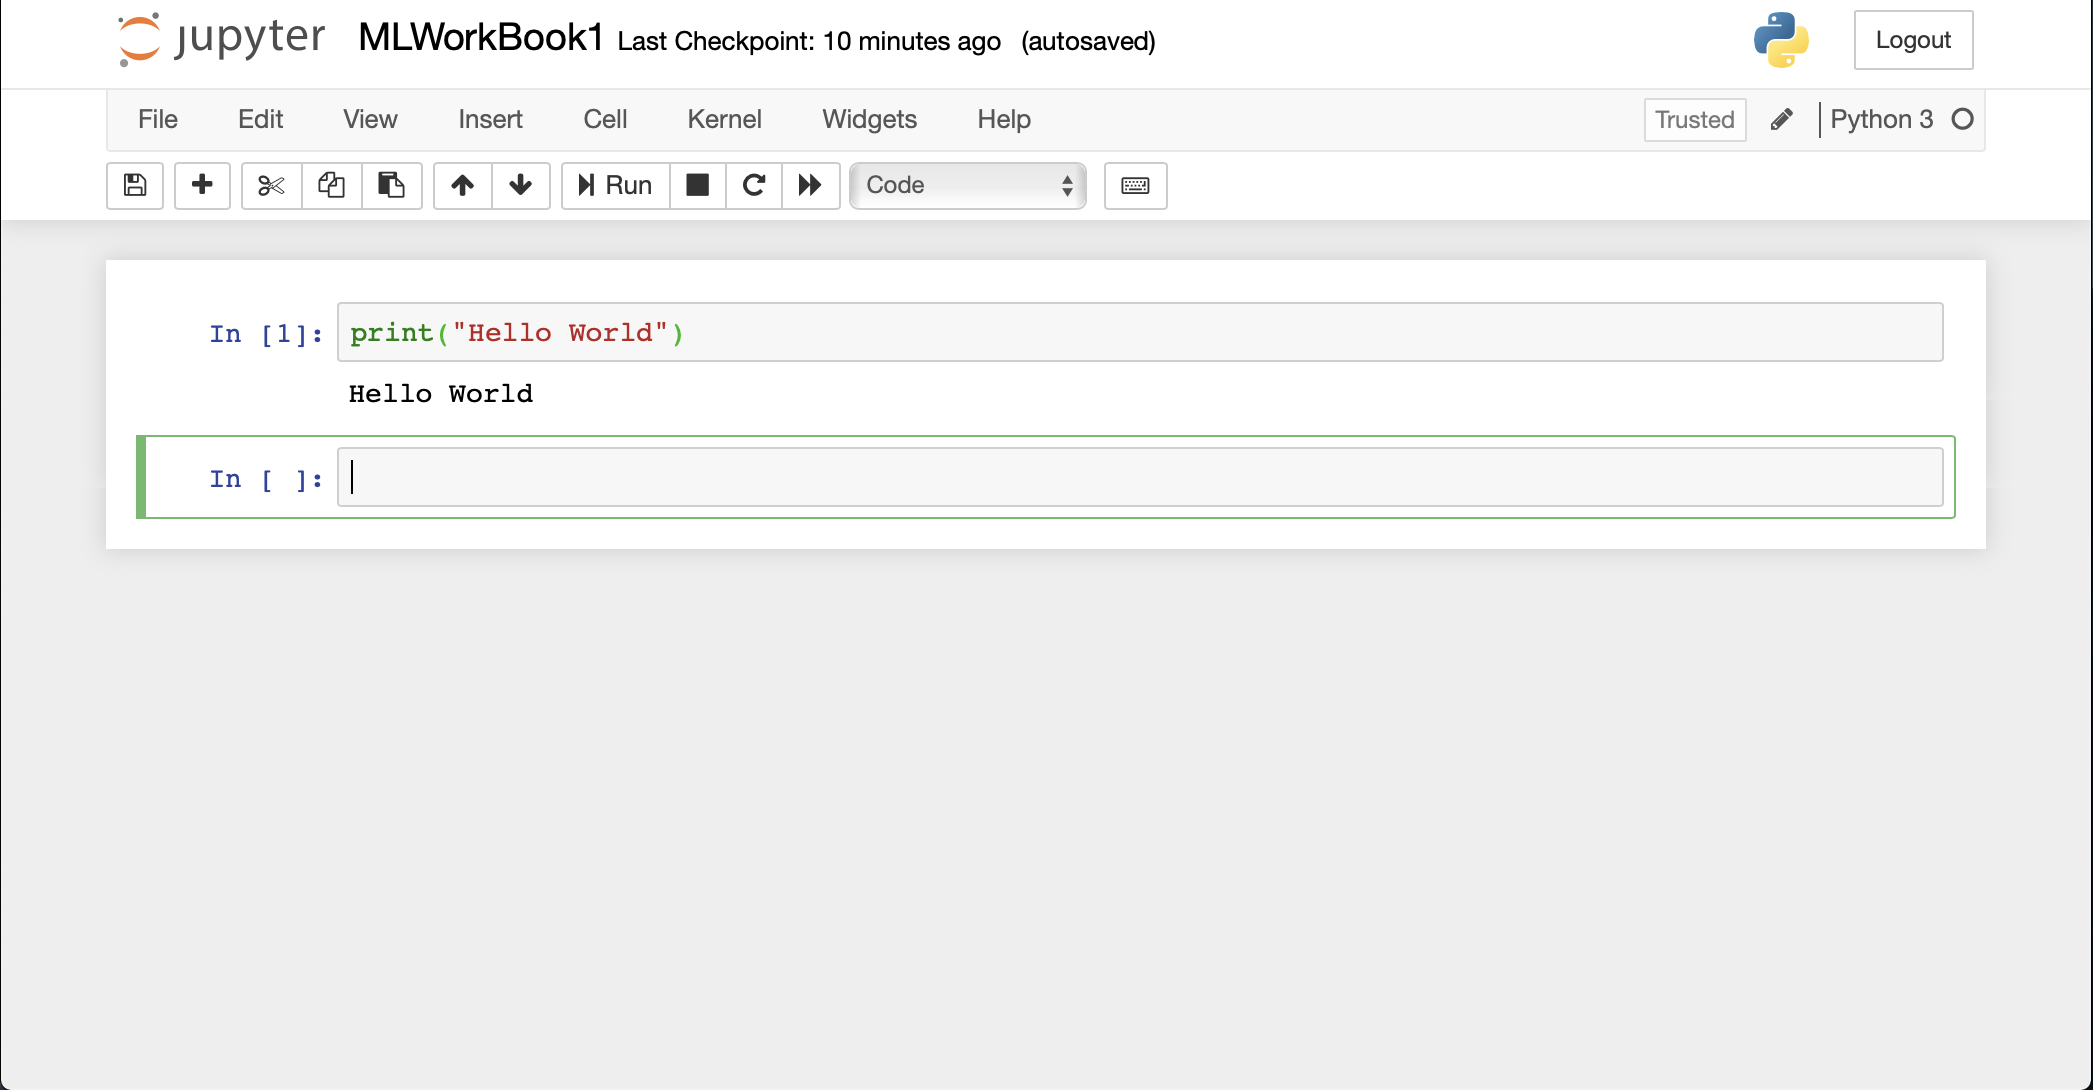 jupyter MLWorkBook1 Last Checkpoint: 10 minutes ago (autosaved) Logout
File Edit View Insert Cell Kernel Widgets Help Trusted Python 3
Run Code
In [1]: print("Hello World")
Hello World
In [ ]: